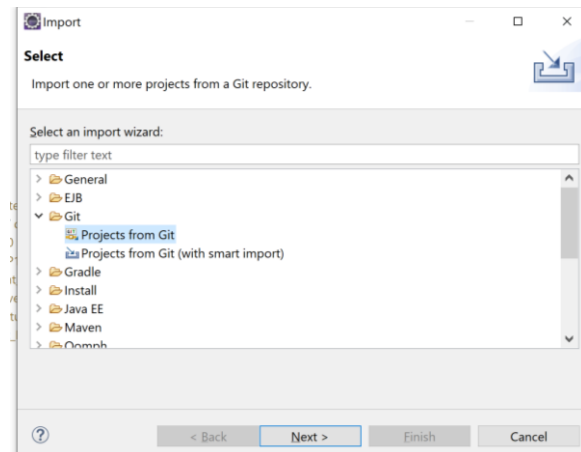 Import
Select
Import one or more projects from a Git repository.
Select an import wizard:
type filter text
General
EJB
Git
Projects from Git
Projects from Git (with smart import)
Gradle
Install
Java EE
Maven
Oomph
< Back Next > Finish Cancel